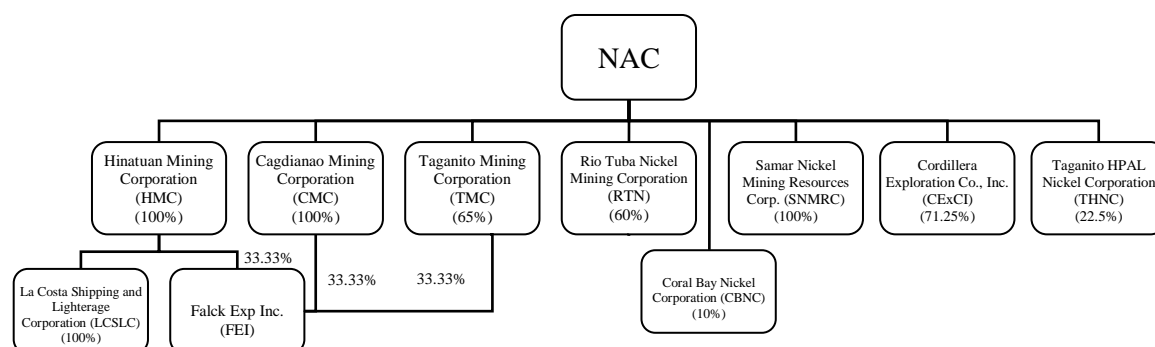 NAC
Hinatuan Mining
Corporation
(HMC)
(100%)
Cagdianao Mining
Corporation
(CMC)
(100%)
Taganito Mining
Corporation
(TMC)
(65%)
Rio Tuba Nickel
Mining Corporation
(RTN)
(60%)
Samar Nickel
Mining Resources
Corp. (SNMRC)
(100%)
Cordillera
Exploration Co., Inc.
(CExCI)
(71.25%)
Taganito HPAL
Nickel Corporation
(THNC)
(22.5%)
33.33%
33.33%
33.33%
La Costa Shipping and
Lighterage
Corporation (LCSLC)
(100%)
Falck Exp Inc.
(FEI)
Coral Bay Nickel
Corporation (CBNC)
(10%)